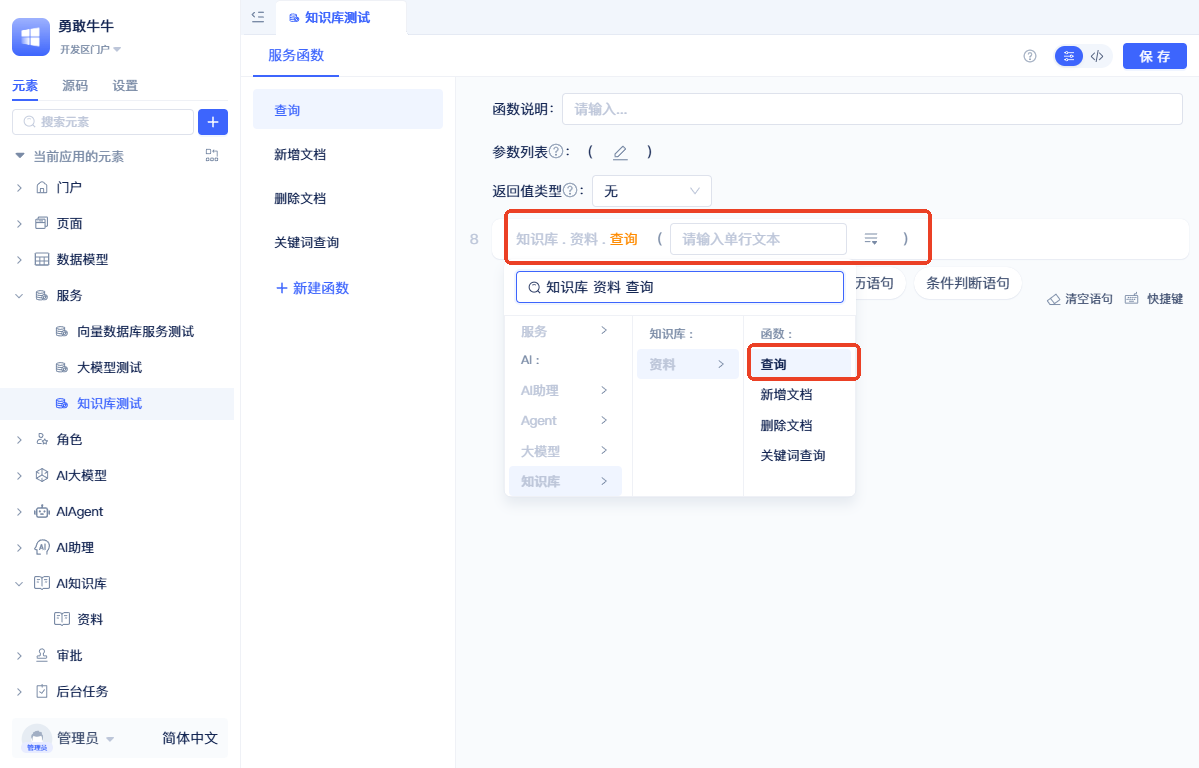 勇敢牛牛
开发区门户
元素 源码 设置
搜索元素
当前应用的元素
门户
页面
数据模型
服务
向量数据库服务测试
大模型测试
知识库测试
角色
AI大模型
AIAgent
AI助理
AI知识库
资料
审批
后台任务
管理员
管理员 简体中文
知识库测试
服务函数
保存
查询
新增文档
删除文档
关键词查询
+ 新建函数
函数说明: 请输入...
参数列表?: ( )
返回值类型?: 无
8 知识库 . 资料 . 查询 ( 请输入单行文本 )
历语句 条件判断语句
清空语句 快捷键
知识库 资料 查询
服务
AI :
AI助理
Agent
大模型
知识库
知识库 :
资料
函数 :
查询
新增文档
删除文档
关键词查询